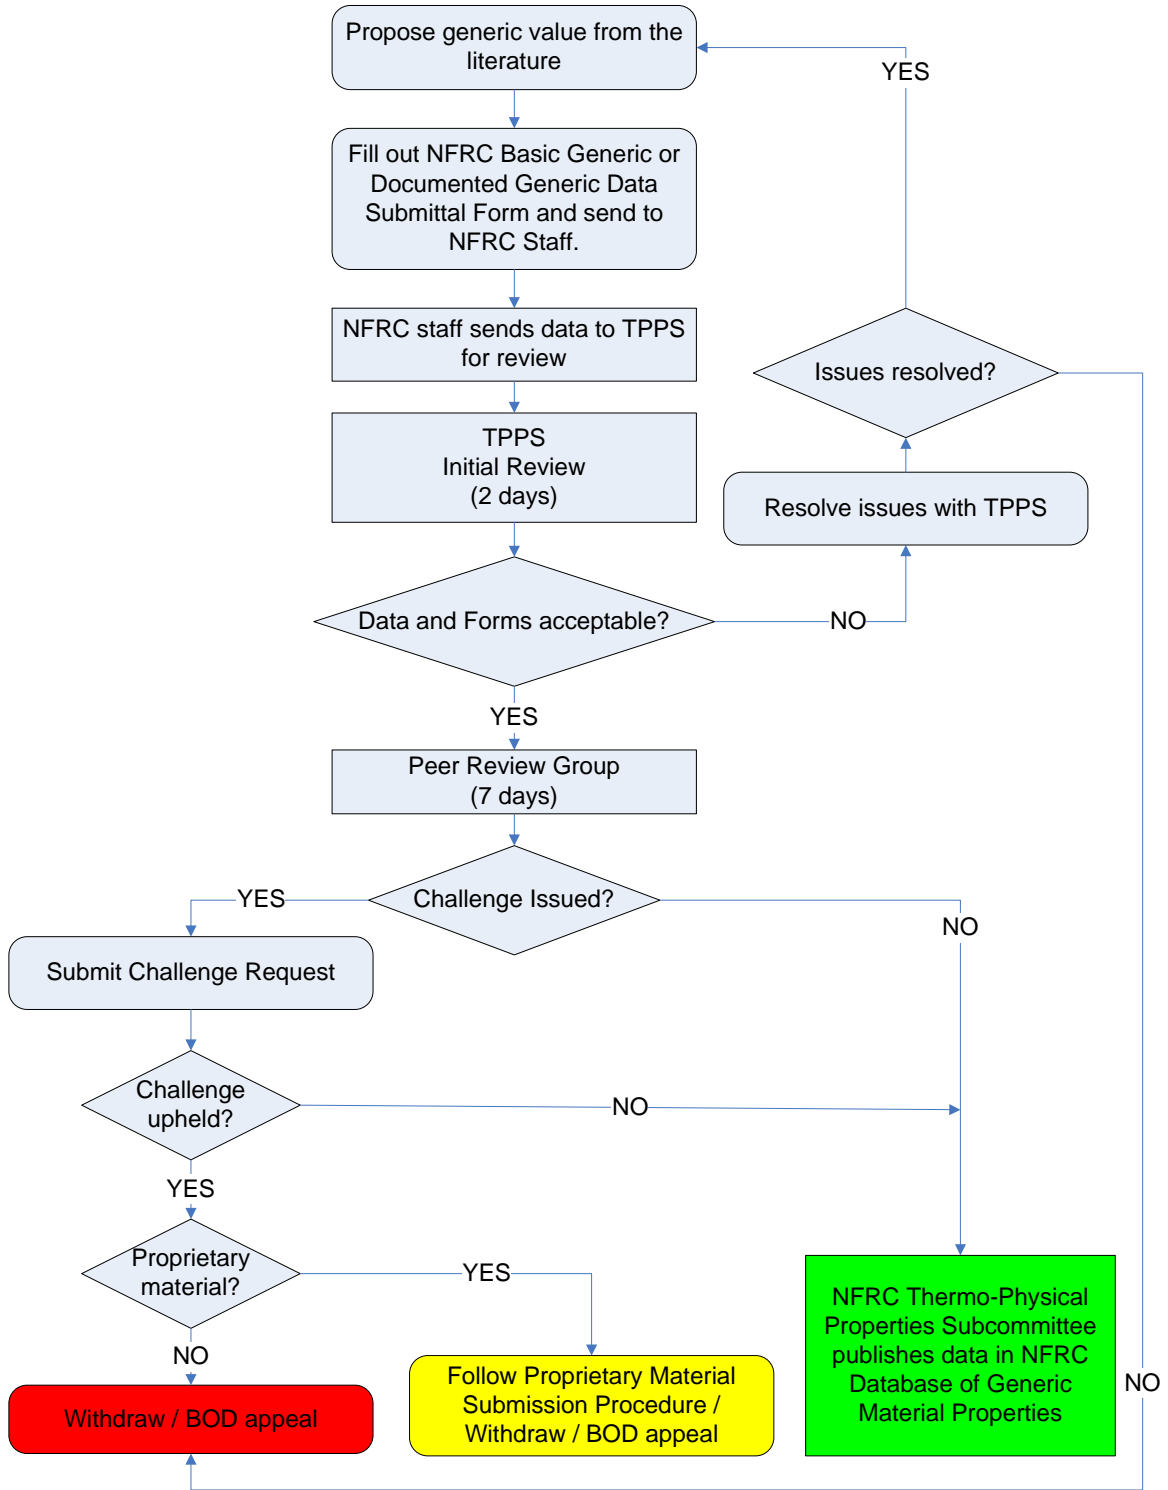 Propose generic value from the
literature
YES
Fill out NFRC Basic Generic or
Documented Generic Data
Submittal Form and send to
NFRC Staff.
NFRC staff sends data to TPPS
for review
Issues resolved?
TPPS
Initial Review
(2 days)
Resolve issues with TPPS
Data and Forms acceptable?
NO
YES
Peer Review Group
(7 days)
Challenge Issued?
YES
NO
Submit Challenge Request
Challenge
upheld?
NO
YES
Proprietary
material?
YES
NO
NFRC Thermo-Physical
Properties Subcommittee
publishes data in NFRC
Database of Generic
Material Properties
NO
Follow Proprietary Material
Submission Procedure /
Withdraw / BOD appeal
Withdraw / BOD appeal